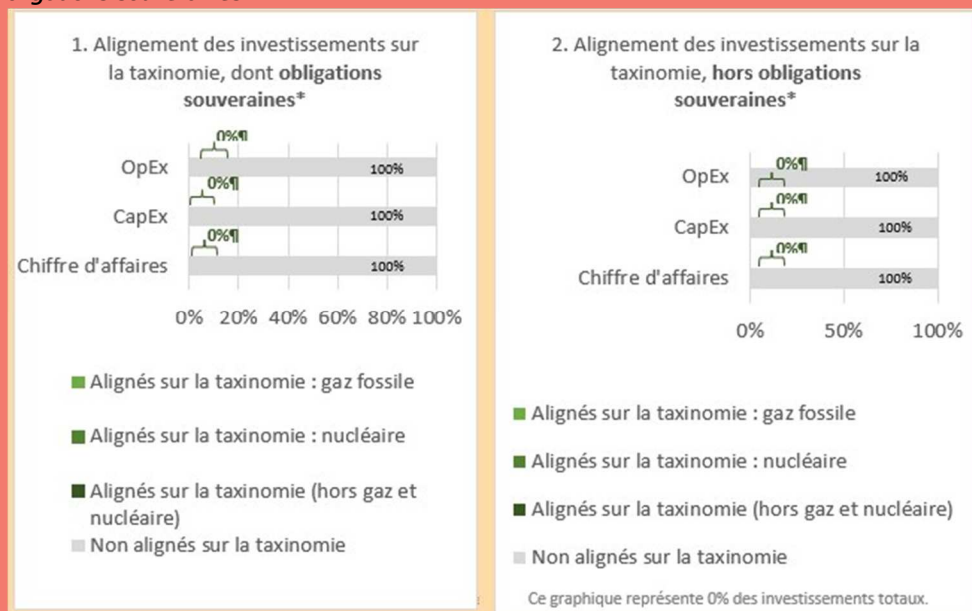 1. Alignement des investissements sur
la taxinomie, dont obligations
souveraines*
0%¶
OpEx
100%
0%¶
CapEx
100%
0%¶
Chiffre d'affaires
100%
0% 20% 40% 60% 80% 100%
Alignés sur la taxinomie : gaz fossile
Alignés sur la taxinomie : nucléaire
Alignés sur la taxinomie (hors gaz et
nucléaire)
Non alignés sur la taxinomie
2. Alignement des investissements sur la
taxinomie, hors obligations
souveraines*
0%¶
OpEx
100%
0%¶
CapEx
100%
0%¶
Chiffre d'affaires
100%
0% 50% 100%
Alignés sur la taxinomie : gaz fossile
Alignés sur la taxinomie : nucléaire
Alignés sur la taxinomie (hors gaz et nucléaire)
Non alignés sur la taxinomie
Ce graphique représente 0% des investissements totaux.